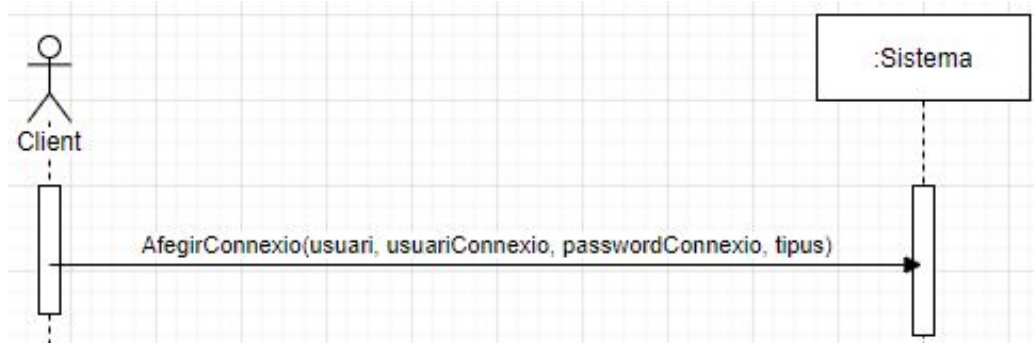 :Sistema
Client
AfegirConnexio(usuari, usuariConnexio, passwordConnexio, tipus)